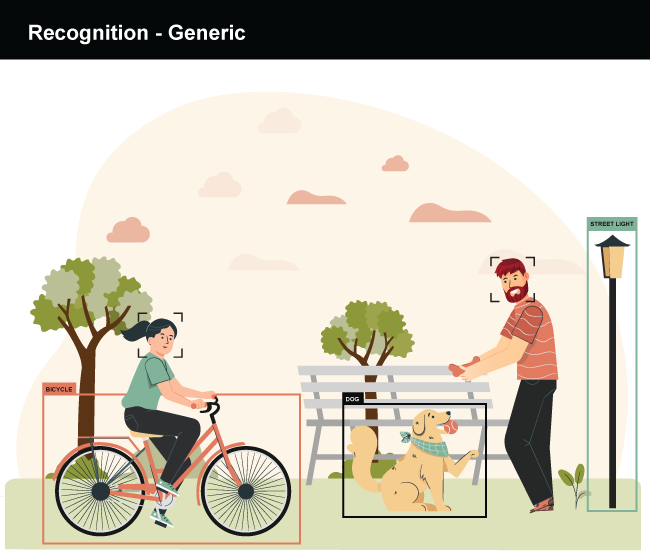 Recognition - Generic
STREET LIGHT
BICYCLE
DOG